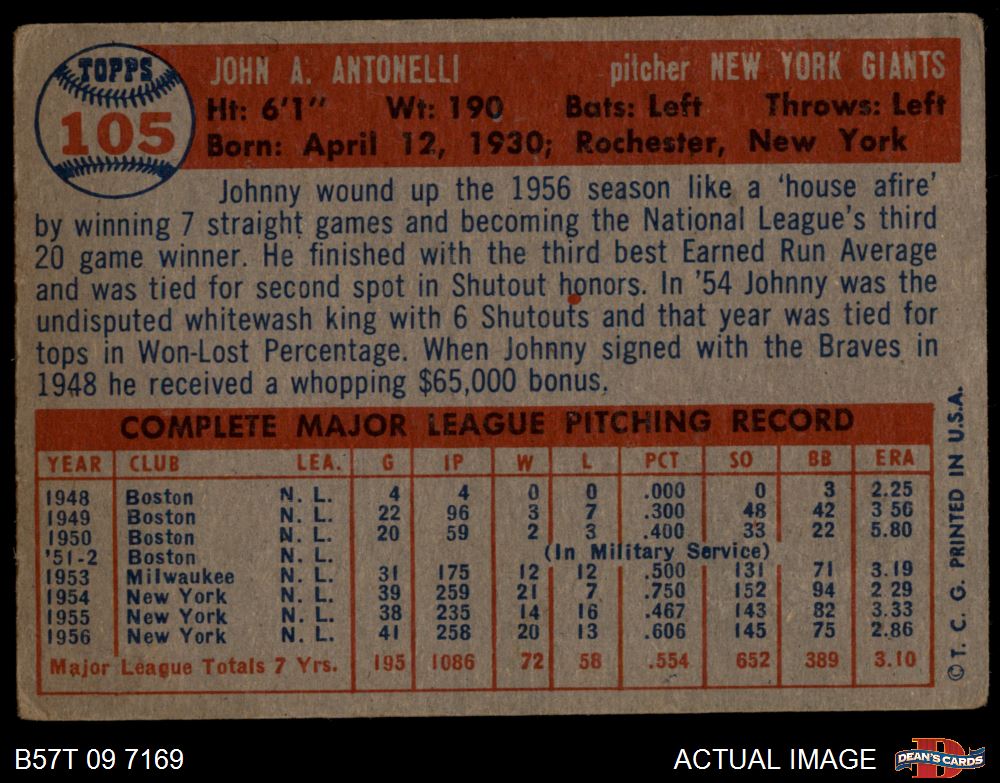 TOPPS
105
JOHN A. ANTONELLI pitcher NEW YORK GIANTS
Ht: 6'1" Wt: 190 Bats: Left Throws: Left
Born: April 12, 1930; Rochester, New York
Johnny wound up the 1956 season like a 'house afire'
by winning 7 straight games and becoming the National League's third
20 game winner. He finished with the third best Earned Run Average
and was tied for second spot in Shutout honors. In '54 Johnny was the
undisputed whitewash king with 6 Shutouts and that year was tied for
tops in Won-Lost Percentage. When Johnny signed with the Braves in
1948 he received a whopping $65,000 bonus.
COMPLETE MAJOR LEAGUE PITCHING RECORD
YEAR CLUB LEA. G IP W L PCT SO BB ERA
1948 Boston N. L. 4 4 0 0 .000 0 3 2.25
1949 Boston N. L. 22 96 3 7 .300 48 42 3 56
1950 Boston N. L. 20 59 2 3 .400 33 22 5.80
'51-2 Boston N. L. (In Military Service)
1953 Milwaukee N. L. 31 175 12 12 .500 131 71 3.19
1954 New York N. L. 39 259 21 7 .750 152 94 2 29
1955 New York N. L. 38 235 14 16 .467 143 82 3.33
1956 New York N. L. 41 258 20 13 .606 145 75 2.86
Major League Totals 7 Yrs. 195 1086 72 58 .554 652 389 3.10
© T. C. G. PRINTED IN U.S.A.
B57T 09 7169
ACTUAL IMAGE
D
DEAN'S CARDS